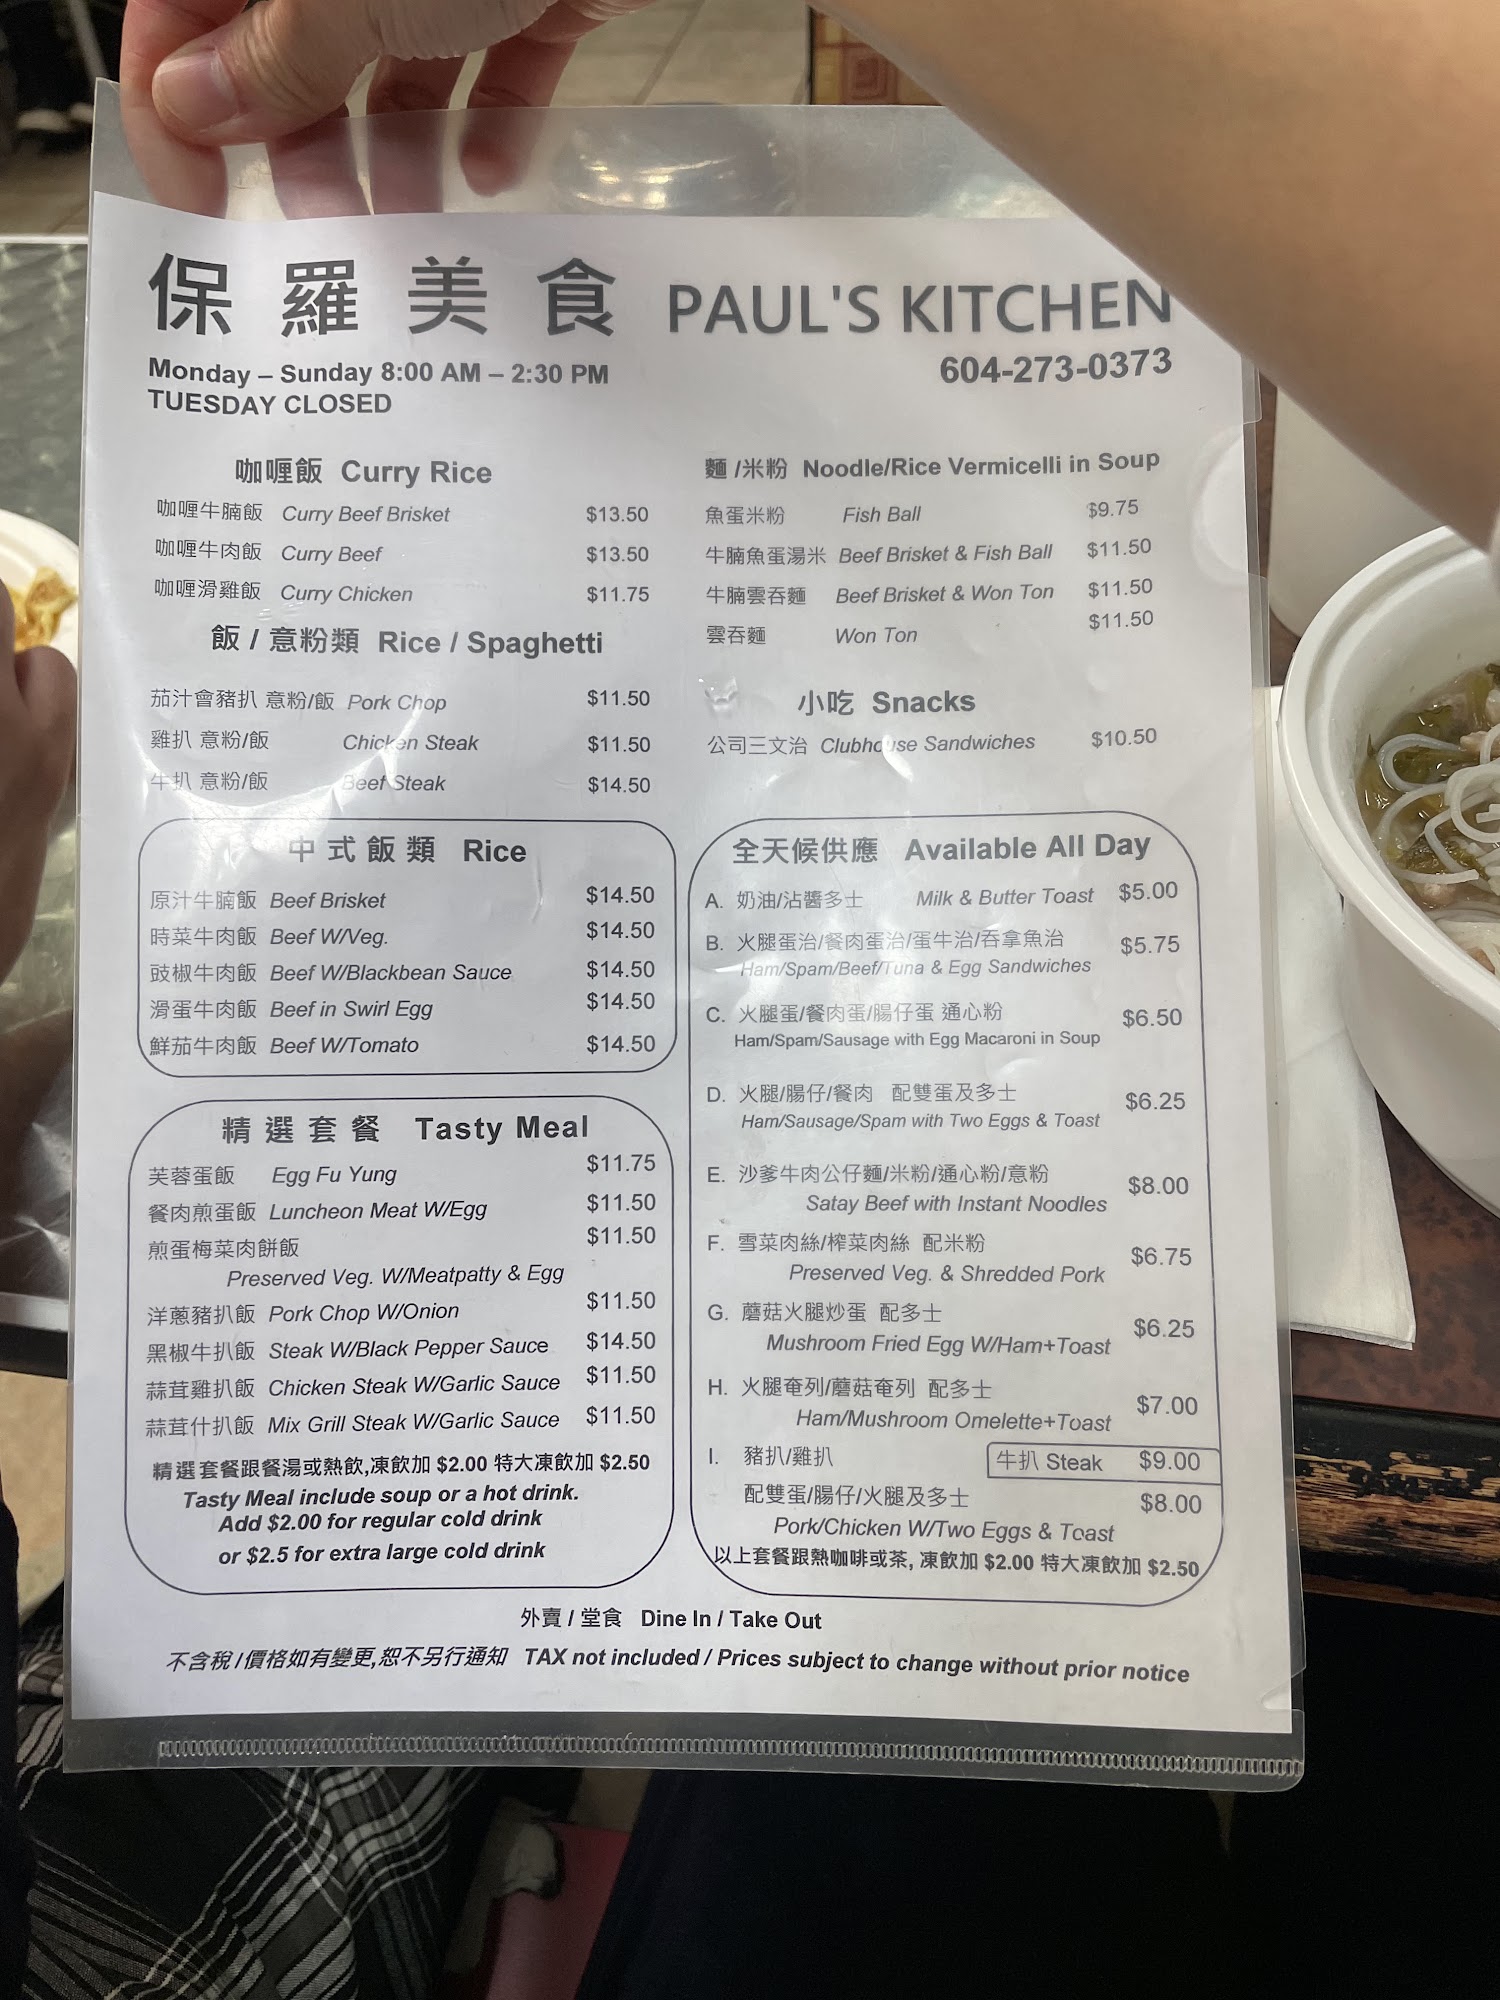 保羅美食 PAUL'S KITCHEN
Monday – Sunday 8:00 AM – 2:30 PM
604-273-0373
TUESDAY CLOSED
咖喱飯 Curry Rice
咖喱牛腩飯 Curry Beef Brisket $13.50
咖喱牛肉飯 Curry Beef $13.50
咖喱滑雞飯 Curry Chicken $11.75
飯 / 意粉類 Rice / Spaghetti
茄汁會豬扒 意粉/飯 Pork Chop $11.50
雞扒 意粉/飯 Chicken Steak $11.50
牛扒 意粉/飯 Beef Steak $14.50
中式飯類 Rice
原汁牛腩飯 Beef Brisket $14.50
時菜牛肉飯 Beef W/Veg. $14.50
豉椒牛肉飯 Beef W/Blackbean Sauce $14.50
滑蛋牛肉飯 Beef in Swirl Egg $14.50
鮮茄牛肉飯 Beef W/Tomato $14.50
精選套餐 Tasty Meal
芙蓉蛋飯 Egg Fu Yung $11.75
餐肉煎蛋飯 Luncheon Meat W/Egg $11.50
煎蛋梅菜肉餅飯 $11.50
Preserved Veg. W/Meatpatty & Egg
洋蔥豬扒飯 Pork Chop W/Onion $11.50
黑椒牛扒飯 Steak W/Black Pepper Sauce $14.50
蒜茸雞扒飯 Chicken Steak W/Garlic Sauce $11.50
蒜茸什扒飯 Mix Grill Steak W/Garlic Sauce $11.50
精選套餐跟餐湯或熱飲,凍飲加 $2.00 特大凍飲加 $2.50
Tasty Meal include soup or a hot drink.
Add $2.00 for regular cold drink
or $2.5 for extra large cold drink
麵 /米粉 Noodle/Rice Vermicelli in Soup
魚蛋米粉 Fish Ball $9.75
牛腩魚蛋湯米 Beef Brisket & Fish Ball $11.50
牛腩雲吞麵 Beef Brisket & Won Ton $11.50
雲吞麵 Won Ton $11.50
小吃 Snacks
公司三文治 Clubhouse Sandwiches $10.50
全天候供應 Available All Day
A. 奶油/沾醬多士 Milk & Butter Toast $5.00
B. 火腿蛋治/餐肉蛋治/蛋牛治/吞拿魚治 $5.75
Ham/Spam/Beef/Tuna & Egg Sandwiches
C. 火腿蛋/餐肉蛋/腸仔蛋 通心粉 $6.50
Ham/Spam/Sausage with Egg Macaroni in Soup
D. 火腿/腸仔/餐肉 配雙蛋及多士 $6.25
Ham/Sausage/Spam with Two Eggs & Toast
E. 沙爹牛肉公仔麵/米粉/通心粉/意粉 $8.00
Satay Beef with Instant Noodles
F. 雪菜肉絲/榨菜肉絲 配米粉 $6.75
Preserved Veg. & Shredded Pork
G. 蘑菇火腿炒蛋 配多士 $6.25
Mushroom Fried Egg W/Ham+Toast
H. 火腿奄列/蘑菇奄列 配多士 $7.00
Ham/Mushroom Omelette+Toast
I. 豬扒/雞扒 牛扒 Steak $9.00
配雙蛋/腸仔/火腿及多士 $8.00
Pork/Chicken W/Two Eggs & Toast
以上套餐跟熱咖啡或茶, 凍飲加 $2.00 特大凍飲加 $2.50
外賣 / 堂食 Dine In / Take Out
不含稅 / 價格如有變更,恕不另行通知 TAX not included / Prices subject to change without prior notice